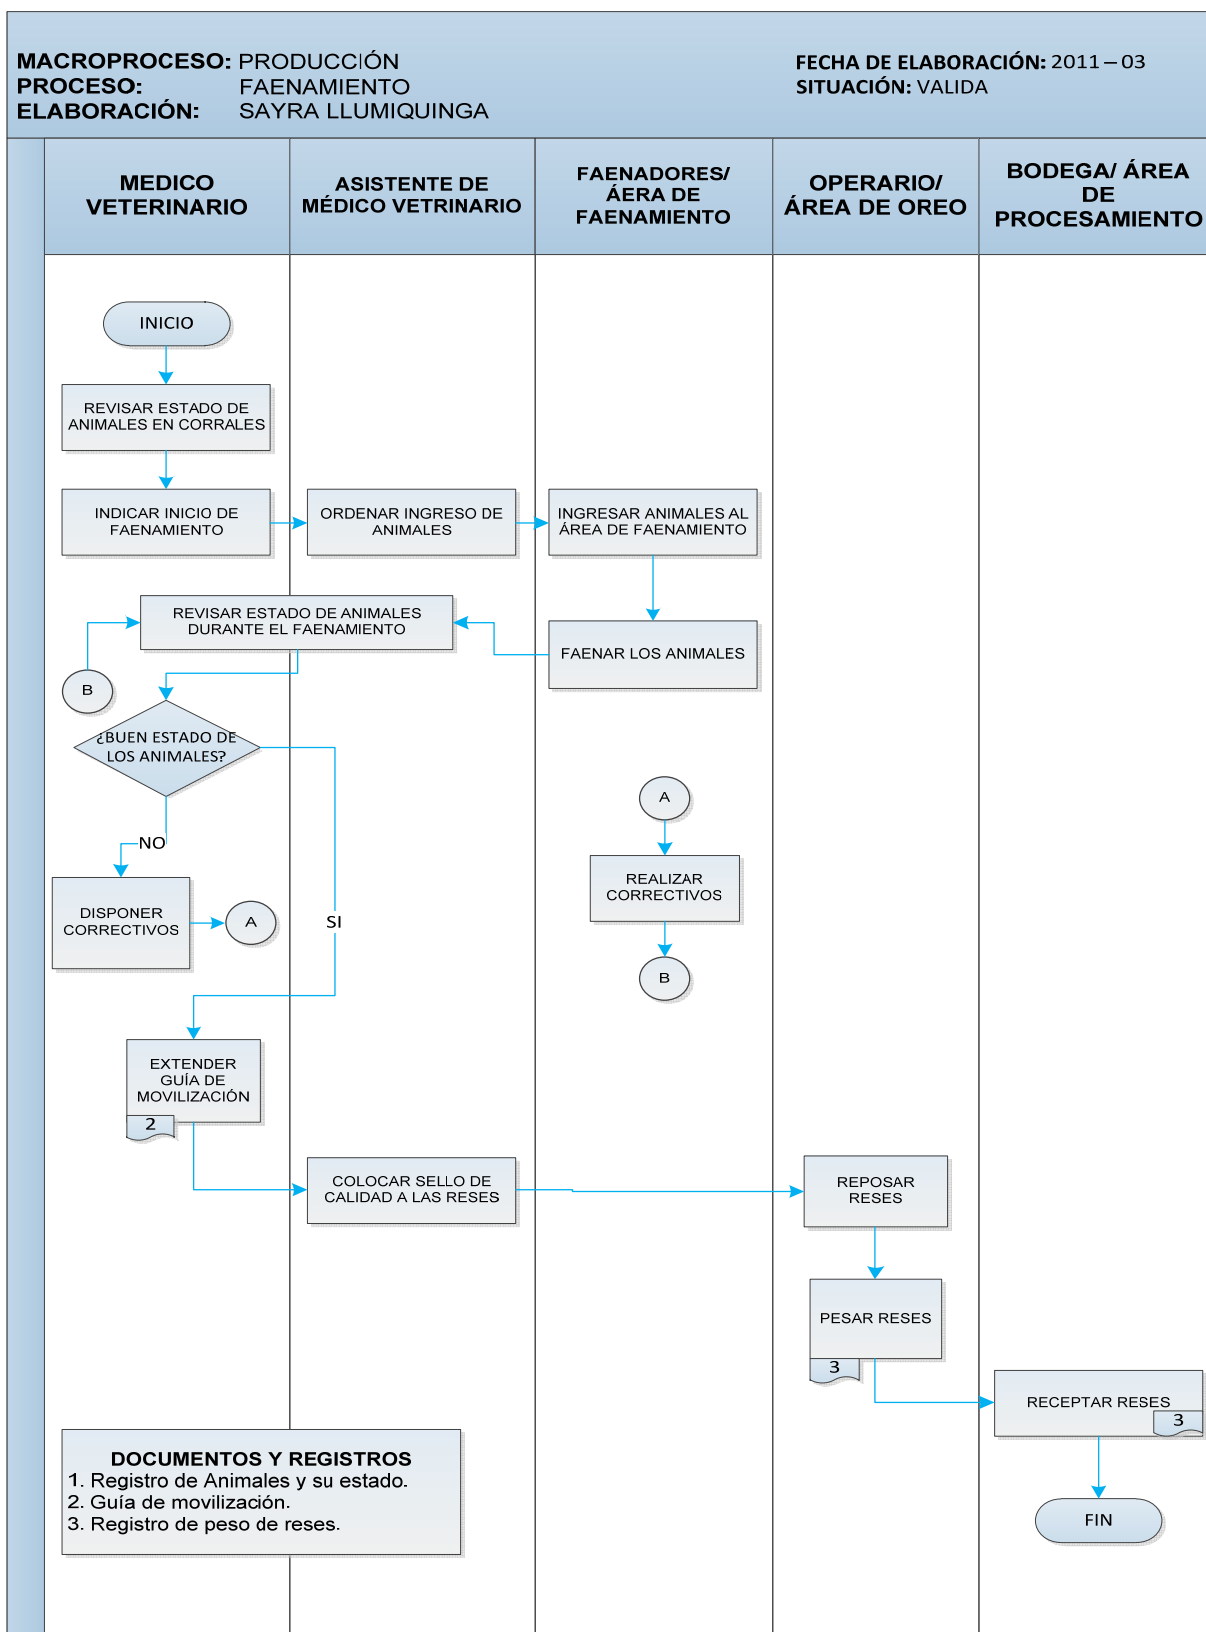 MACROPROCESO: PRODUCCIÓN
PROCESO: FAENAMIENTO
ELABORACIÓN: SAYRA LLUMIQUINGA
FECHA DE ELABORACIÓN: 2011 – 03
SITUACIÓN: VALIDA
MEDICO
VETERINARIO
ASISTENTE DE
MÉDICO VETRINARIO
FAENADORES/
ÁERA DE
FAENAMIENTO
OPERARIO/
ÁREA DE OREO
BODEGA/ ÁREA
DE
PROCESAMIENTO
INICIO
REVISAR ESTADO DE
ANIMALES EN CORRALES
INDICAR INICIO DE
FAENAMIENTO
ORDENAR INGRESO DE
ANIMALES
INGRESAR ANIMALES AL
ÁREA DE FAENAMIENTO
REVISAR ESTADO DE ANIMALES
DURANTE EL FAENAMIENTO
FAENAR LOS ANIMALES
B
¿BUEN ESTADO DE
LOS ANIMALES?
A
NO
REALIZAR
CORRECTIVOS
DISPONER
CORRECTIVOS
A
SI
B
EXTENDER
GUÍA DE
MOVILIZACIÓN
2
COLOCAR SELLO DE
CALIDAD A LAS RESES
REPOSAR
RESES
PESAR RESES
3
RECEPTAR RESES
3
DOCUMENTOS Y REGISTROS
1. Registro de Animales y su estado.
2. Guía de movilización.
3. Registro de peso de reses.
FIN